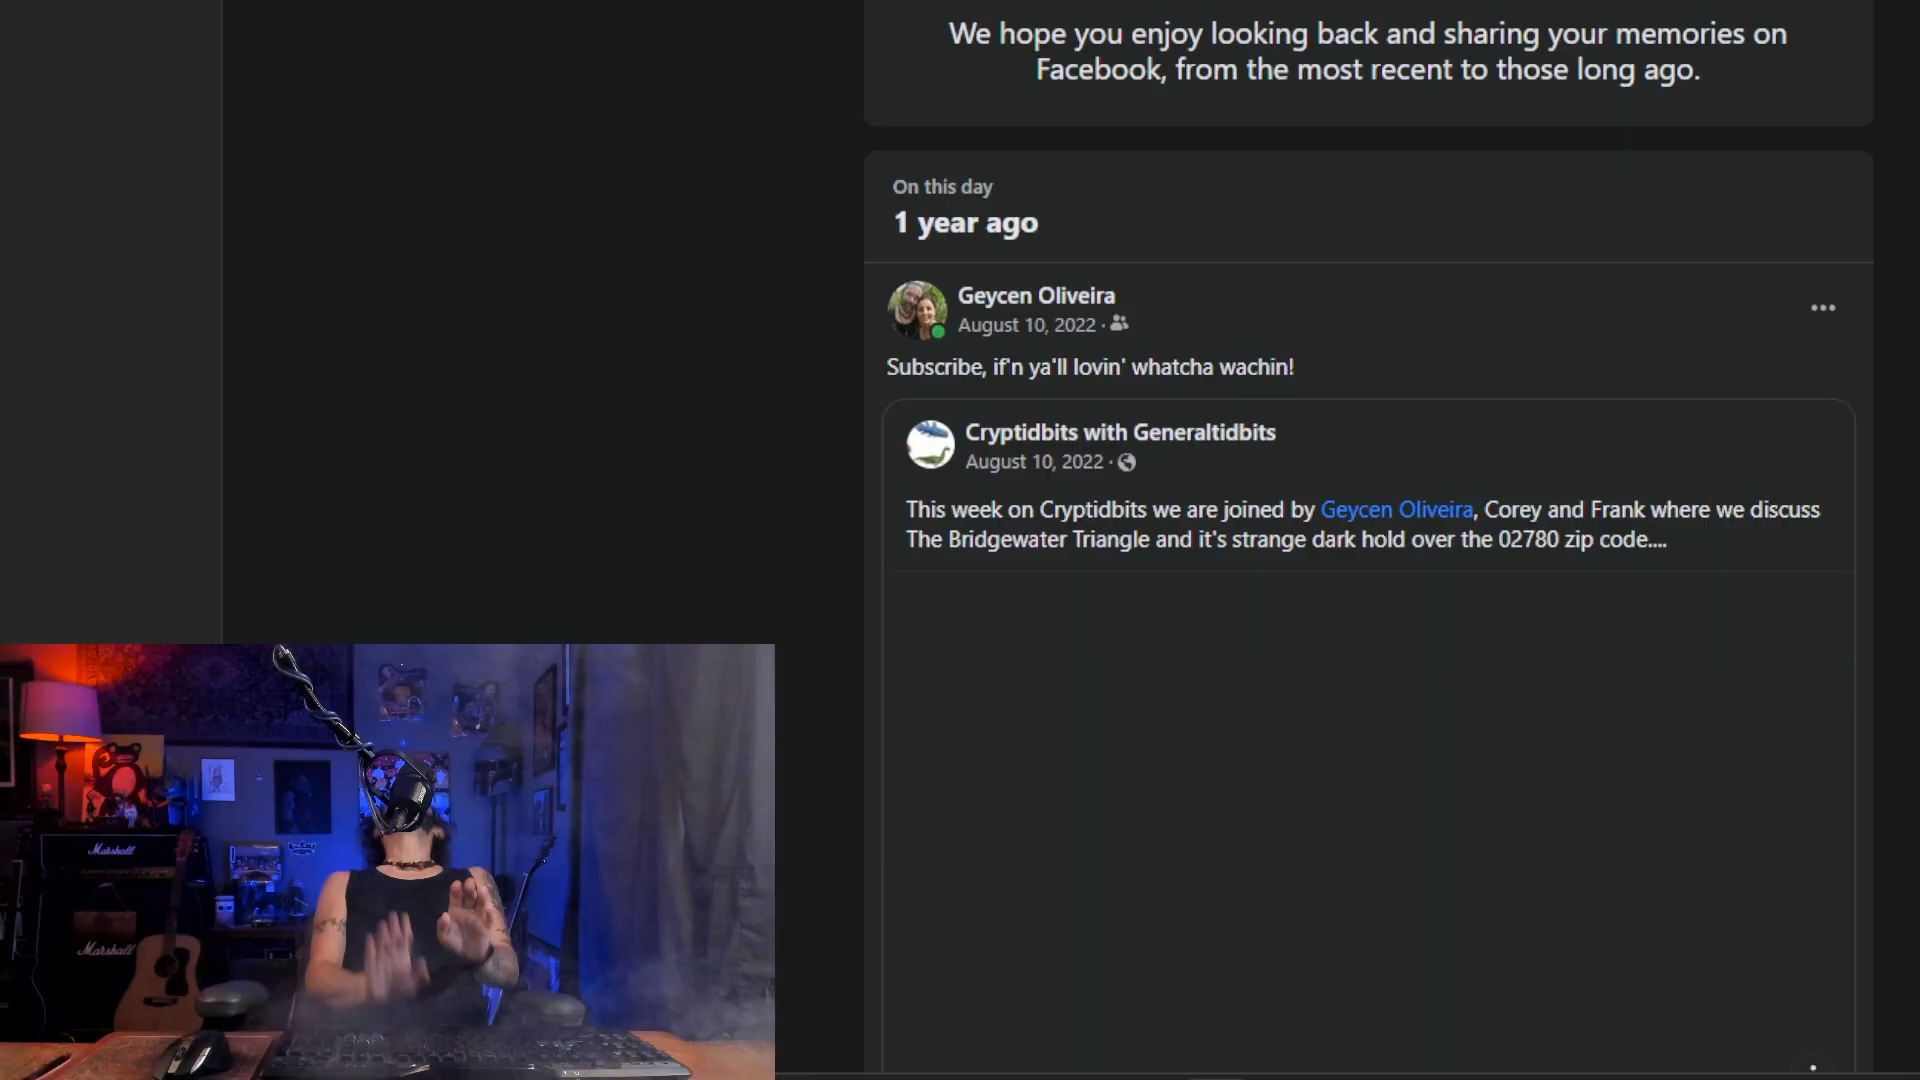 We hope you enjoy looking back and sharing your memories on
Facebook, from the most recent to those long ago.
On this day
1 year ago
Geycen Oliveira
August 10, 2022 ·
Subscribe, if'n ya'll lovin' whatcha wachin!
Cryptidbits with Generaltidbits
August 10, 2022 ·
This week on Cryptidbits we are joined by Geycen Oliveira, Corey and Frank where we discuss
The Bridgewater Triangle and it's strange dark hold over the 02780 zip code....
Marshall
Marshall